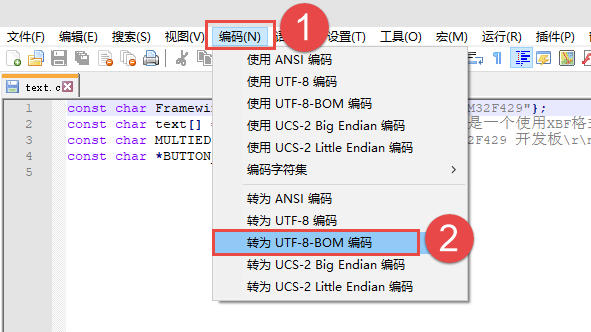 1
文件(F) 编辑(E) 搜索(S) 视图(V) 编码(N) 设置(T) 工具(O) 宏(M) 运行(R) 插件(
text.c
使用 ANSI 编码
使用 UTF-8 编码
使用 UTF-8-BOM 编码
使用 UCS-2 Big Endian 编码
使用 UCS-2 Little Endian 编码
编码字符集
转为 ANSI 编码
转为 UTF-8 编码
转为 UTF-8-BOM 编码
2
转为 UCS-2 Big Endian 编码
转为 UCS-2 Little Endian 编码
1 const char Framewi M32F429"};
2 const char text[] = 是一个使用XBF格式
3 const char MULTIED 2F429 开发板\r\n
4 const char *BUTTON
5